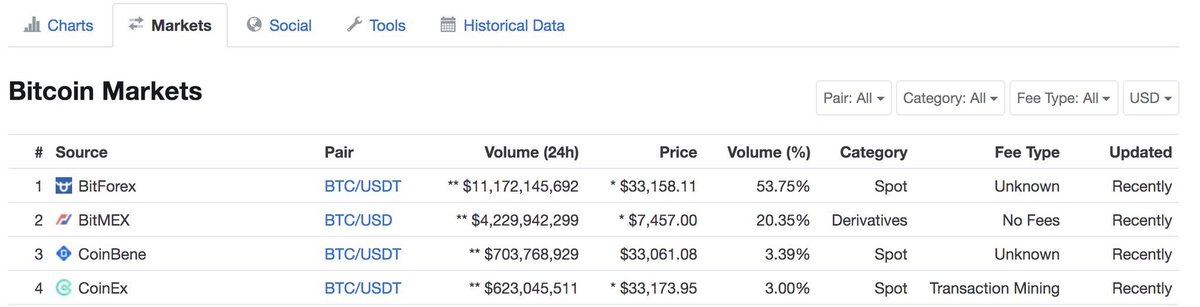 Charts Markets Social Tools Historical Data
Bitcoin Markets
Pair: All Category: All Fee Type: All USD
# Source Pair Volume (24h) Price Volume (%) Category Fee Type Updated
1 BitForex BTC/USDT ** $11,172,145,692 * $33,158.11 53.75% Spot Unknown Recently
2 BitMEX BTC/USD ** $4,229,942,299 * $7,457.00 20.35% Derivatives No Fees Recently
3 CoinBene BTC/USDT ** $703,768,929 $33,061.08 3.39% Spot Unknown Recently
4 CoinEx BTC/USDT ** $623,045,511 * $33,173.95 3.00% Spot Transaction Mining Recently